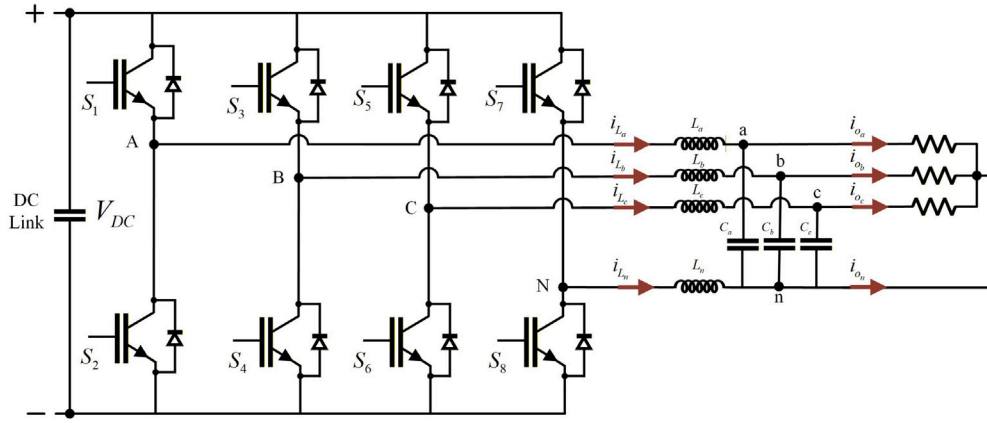 +
S1
S3
S5
S7
A
B
C
N
DC
Link
VDC
iLa
La
a
ioa
iLb
Lb
b
iob
iLc
Lc
c
ioc
Ca
Cb
Cc
iLn
Ln
n
ion
S2
S4
S6
S8
−